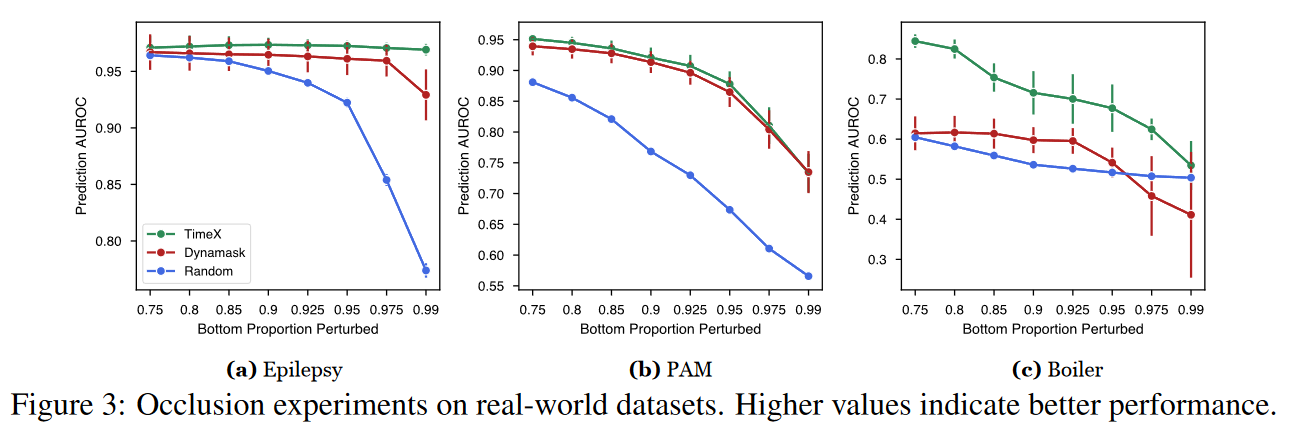 Prediction AUROC
0.95
0.90
0.85
0.80
TimeX
Dynamask
Random
0.75 0.8 0.85 0.9 0.925 0.95 0.975 0.99
Bottom Proportion Perturbed
(a) Epilepsy
Prediction AUROC
0.95
0.90
0.85
0.80
0.75
0.70
0.65
0.60
0.55
0.75 0.8 0.85 0.9 0.925 0.95 0.975 0.99
Bottom Proportion Perturbed
(b) PAM
Prediction AUROC
0.8
0.7
0.6
0.5
0.4
0.3
0.75 0.8 0.85 0.9 0.925 0.95 0.975 0.99
Bottom Proportion Perturbed
(c) Boiler
Figure 3: Occlusion experiments on real-world datasets. Higher values indicate better performance.